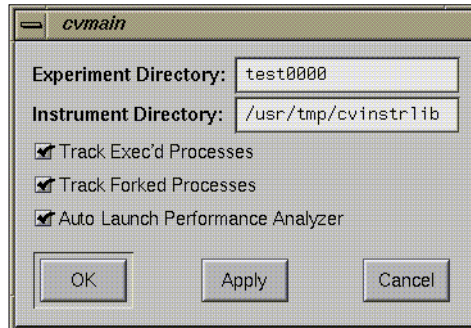 cvmain
Experiment Directory: test0000
Instrument Directory: /usr/tmp/cvinstrlib
Track Exec'd Processes
Track Forked Processes
Auto Launch Performance Analyzer
OK Apply Cancel